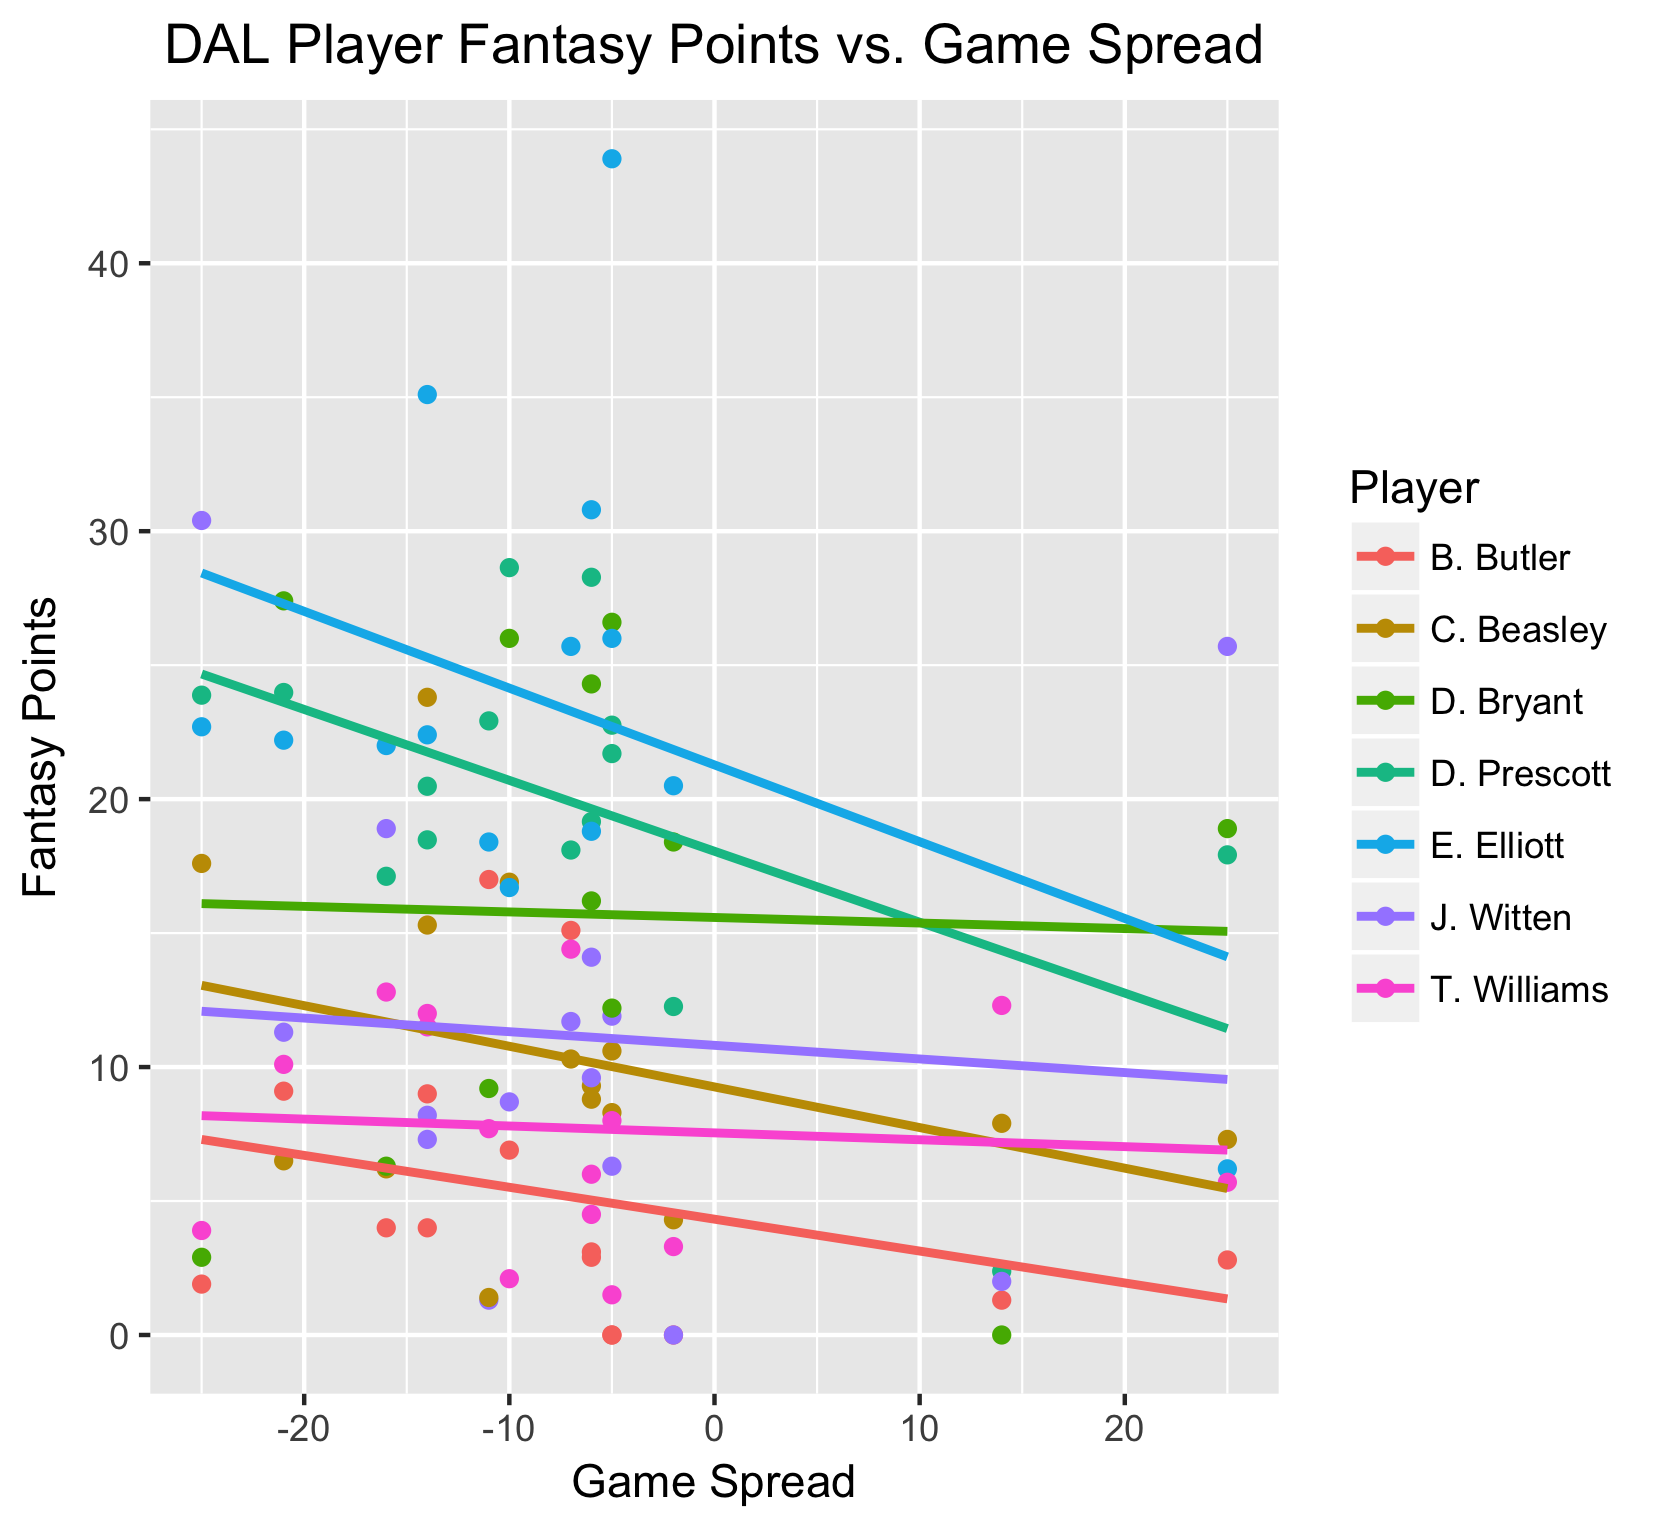 DAL Player Fantasy Points vs. Game Spread
Fantasy Points
40
30
20
10
0
-20 -10 0 10 20
Game Spread
Player
B. Butler
C. Beasley
D. Bryant
D. Prescott
E. Elliott
J. Witten
T. Williams